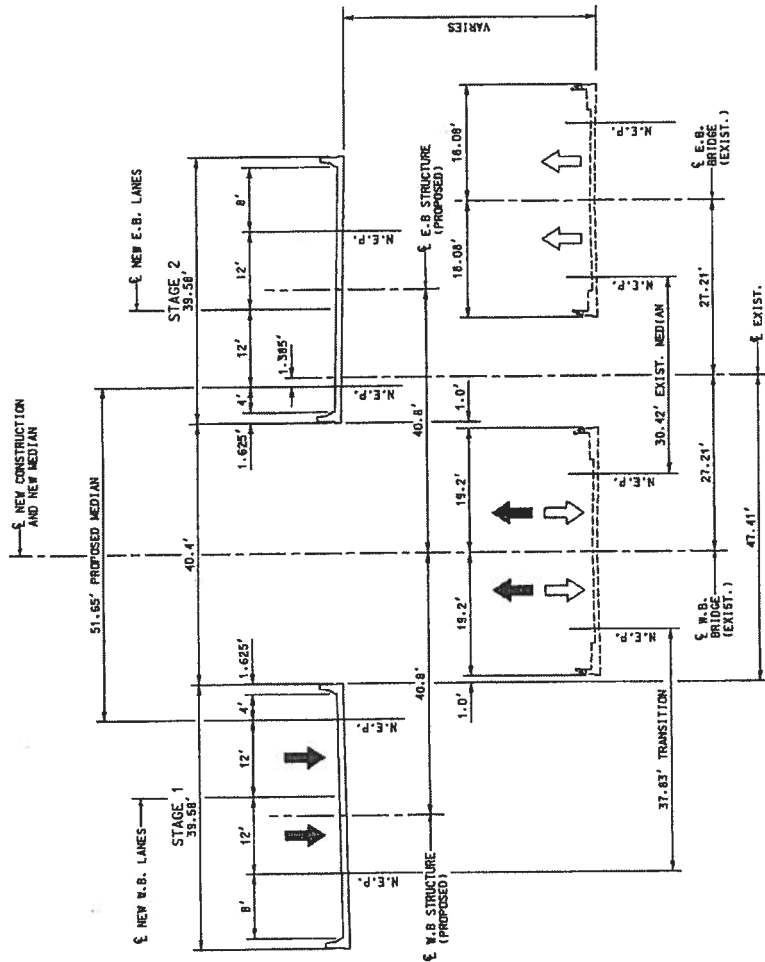 ℄ NEW CONSTRUCTION
AND NEW MEDIAN
51.65' PROPOSED MEDIAN
℄ NEW W.B. LANES
℄ NEW E.B. LANES
STAGE 1
39.58'
40.4'
STAGE 2
39.58'
8'
12'
12'
4'
1.625'
1.625'
4'
12'
12'
8'
1.385'
N.E.P.
N.E.P.
N.E.P.
N.E.P.
VARIES
℄ W.B STRUCTURE
(PROPOSED)
40.8'
40.8'
℄ E.B STRUCTURE
(PROPOSED)
1.0'
19.2'
19.2'
1.0'
18.08'
18.08'
N.E.P.
N.E.P.
N.E.P.
N.E.P.
37.83' TRANSITION
30.42' EXIST. MEDIAN
℄ W.B.
BRIDGE
(EXIST.)
27.21'
27.21'
℄ E.B.
BRIDGE
(EXIST.)
47.41'
℄ EXIST.